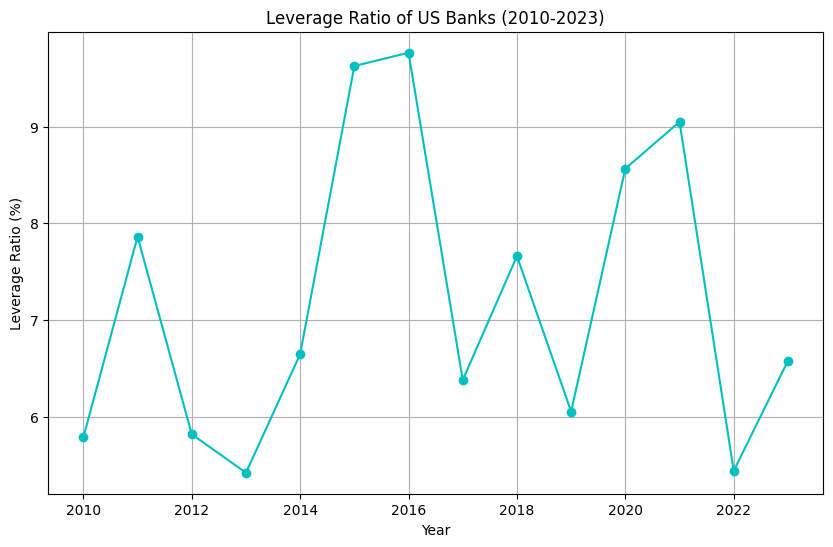 Leverage Ratio of US Banks (2010-2023)
Leverage Ratio (%)
9
8
7
6
2010 2012 2014 2016 2018 2020 2022
Year